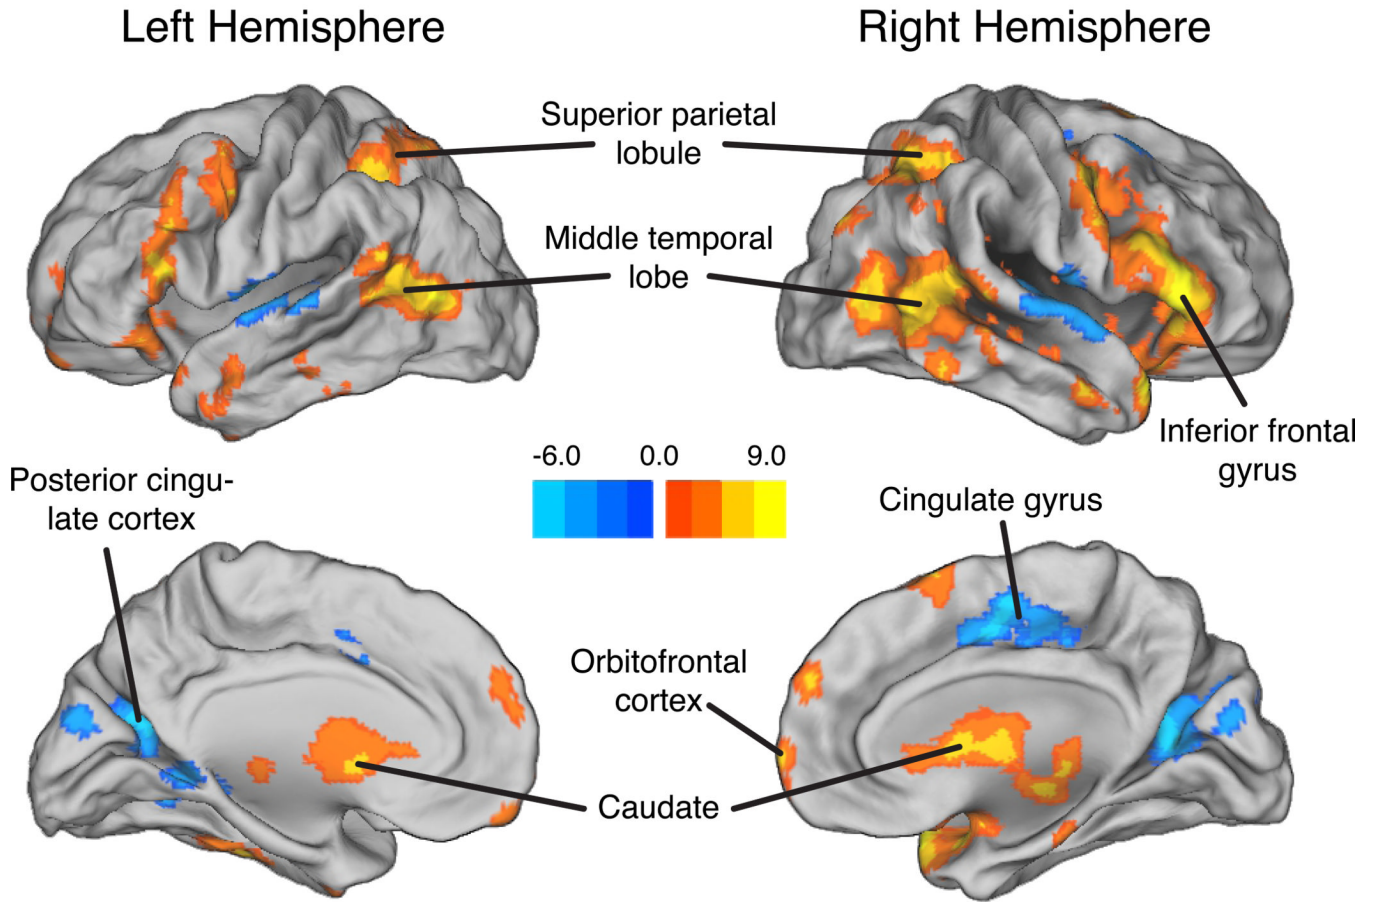 Left Hemisphere
Right Hemisphere
Superior parietal
lobule
Middle temporal
lobe
Inferior frontal
gyrus
-6.0 0.0 9.0
Posterior cingu-
late cortex
Cingulate gyrus
Orbitofrontal
cortex
Caudate